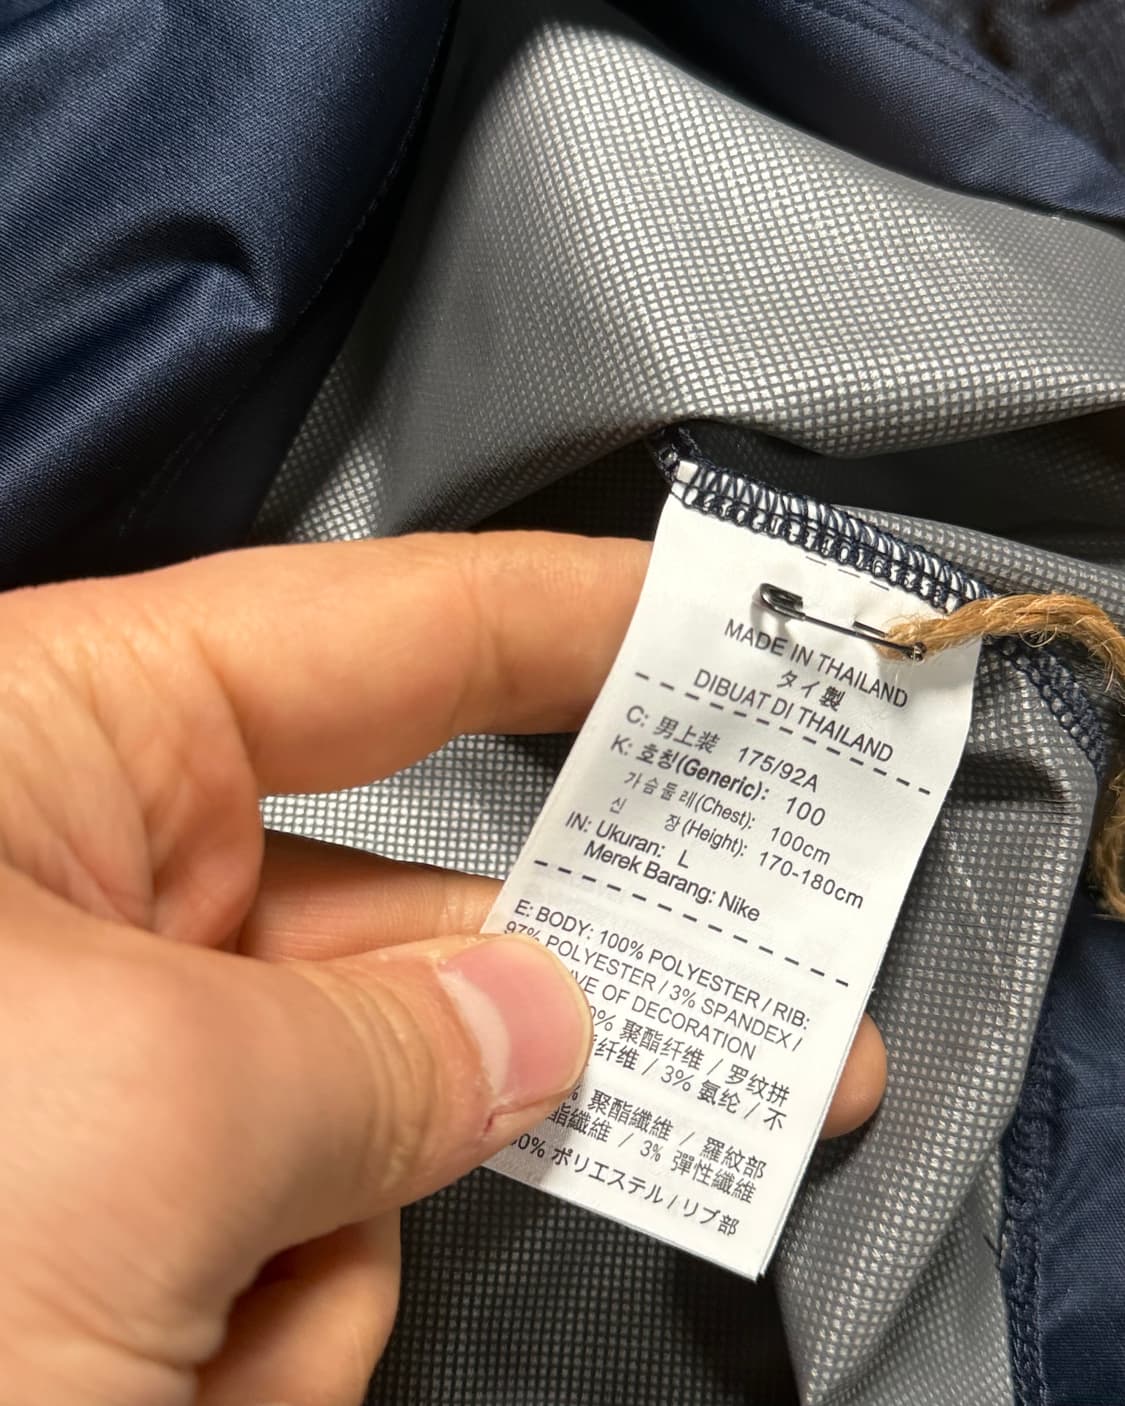 MADE IN THAILAND
タイ製
DIBUAT DI THAILAND
C: 男上装 175/92A
K: 호칭(Generic): 100
가슴둘레(Chest): 100cm
신 장(Height): 170-180cm
IN: Ukuran: L
Merek Barang: Nike
E: BODY: 100% POLYESTER / RIB:
97% POLYESTER / 3% SPANDEX /
OF DECORATION
聚酯纤维 / 罗纹拼
纤维 / 3% 氨纶 / 不
% 聚酯纖維 / 羅紋部
酯纖維 / 3% 彈性纖維
0% ポリエステル / リブ部